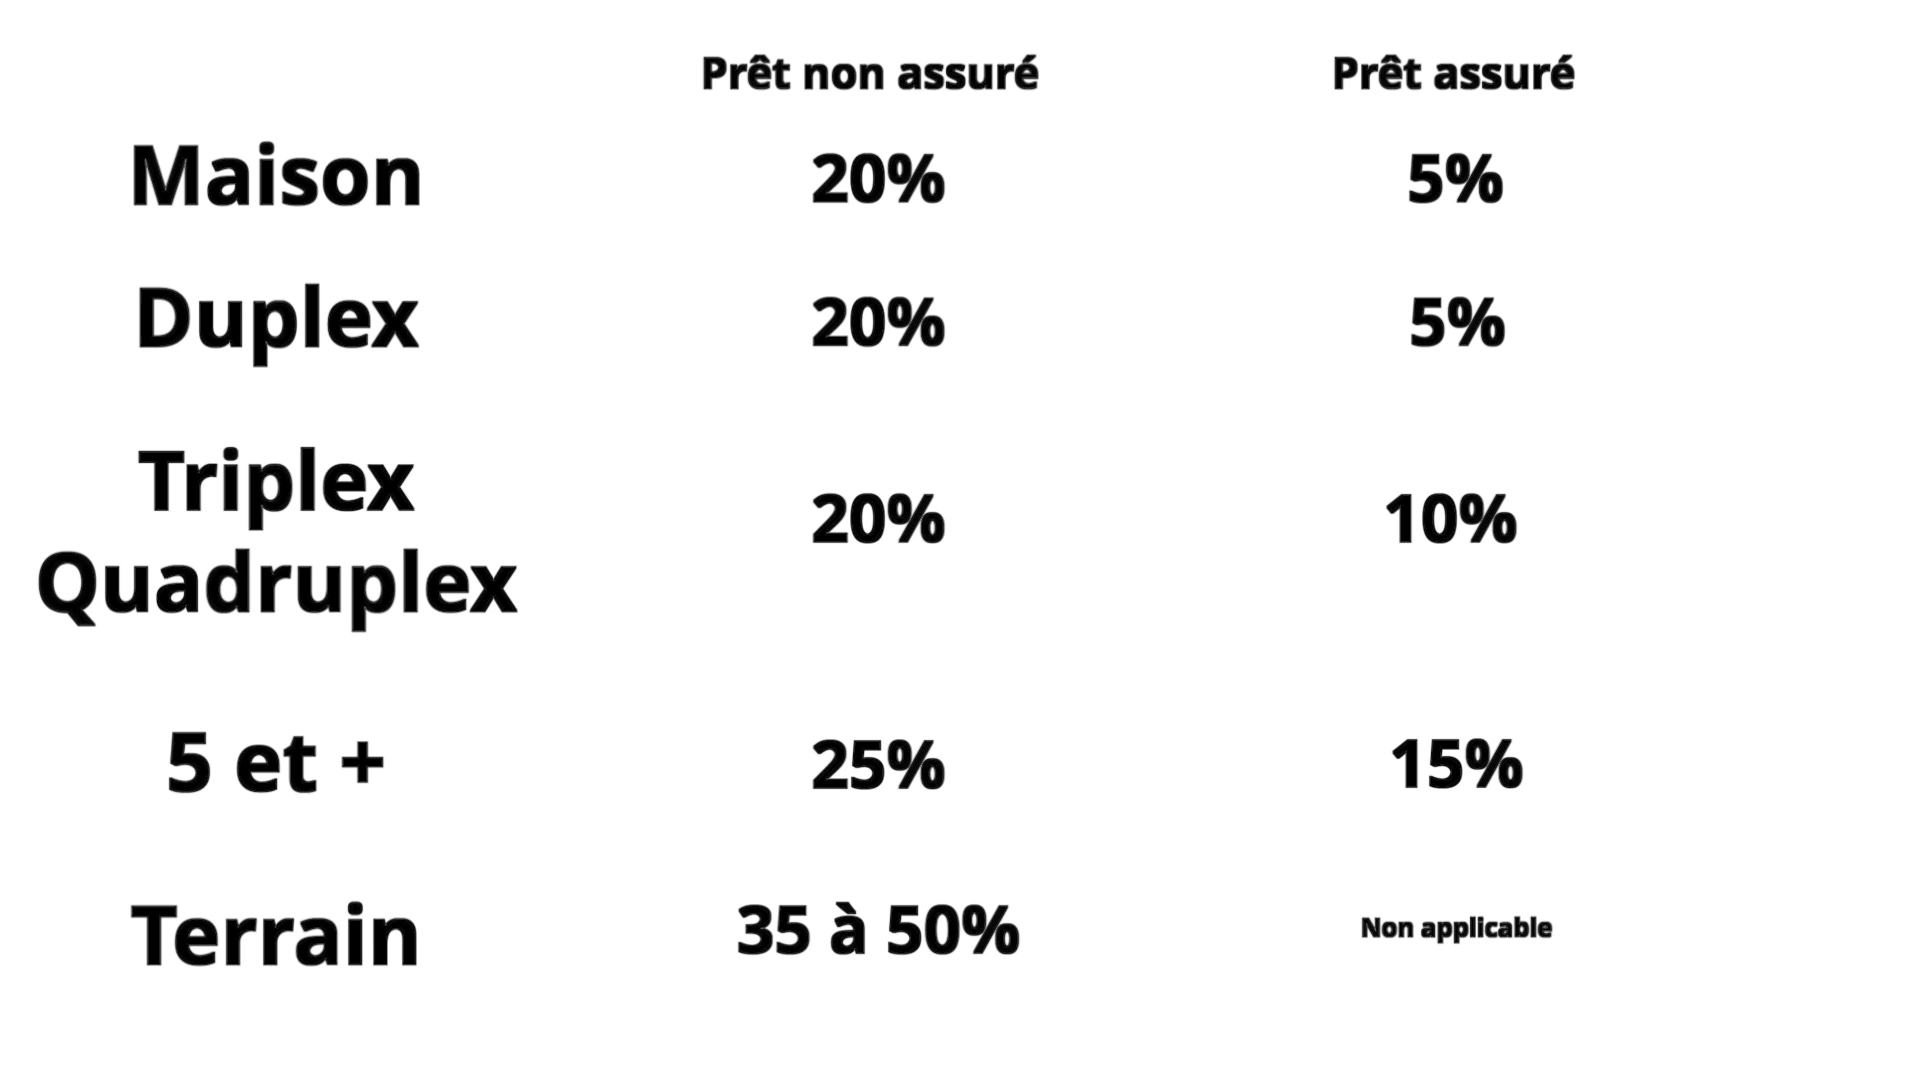 Prêt non assuré Prêt assuré
Maison 20% 5%
Duplex 20% 5%
Triplex
Quadruplex 20% 10%
5 et + 25% 15%
Terrain 35 à 50% Non applicable